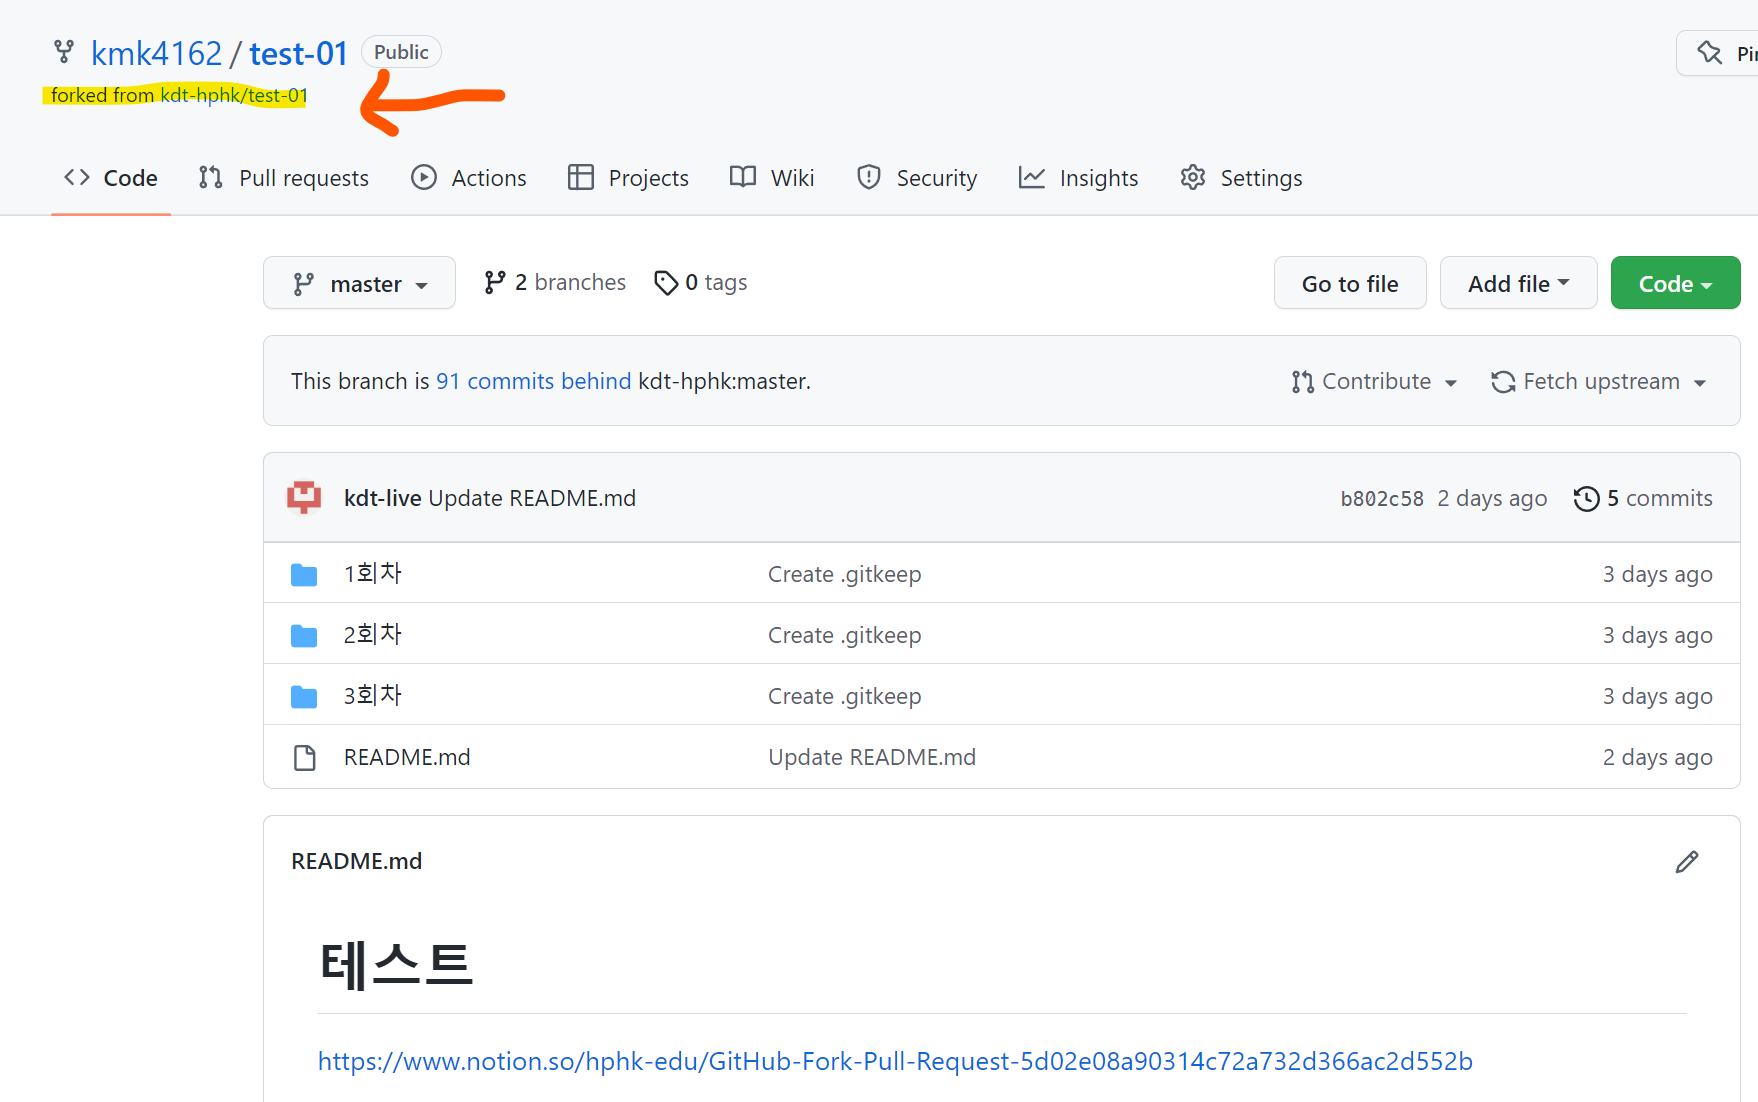 kmk4162 / test-01 Public
forked from kdt-hphk/test-01
Code Pull requests Actions Projects Wiki Security Insights Settings
master 2 branches 0 tags Go to file Add file Code
This branch is 91 commits behind kdt-hphk:master. Contribute Fetch upstream
kdt-live Update README.md b802c58 2 days ago 5 commits
1회차 Create .gitkeep 3 days ago
2회차 Create .gitkeep 3 days ago
3회차 Create .gitkeep 3 days ago
README.md Update README.md 2 days ago
README.md
테스트
https://www.notion.so/hphk-edu/GitHub-Fork-Pull-Request-5d02e08a90314c72a732d366ac2d552b